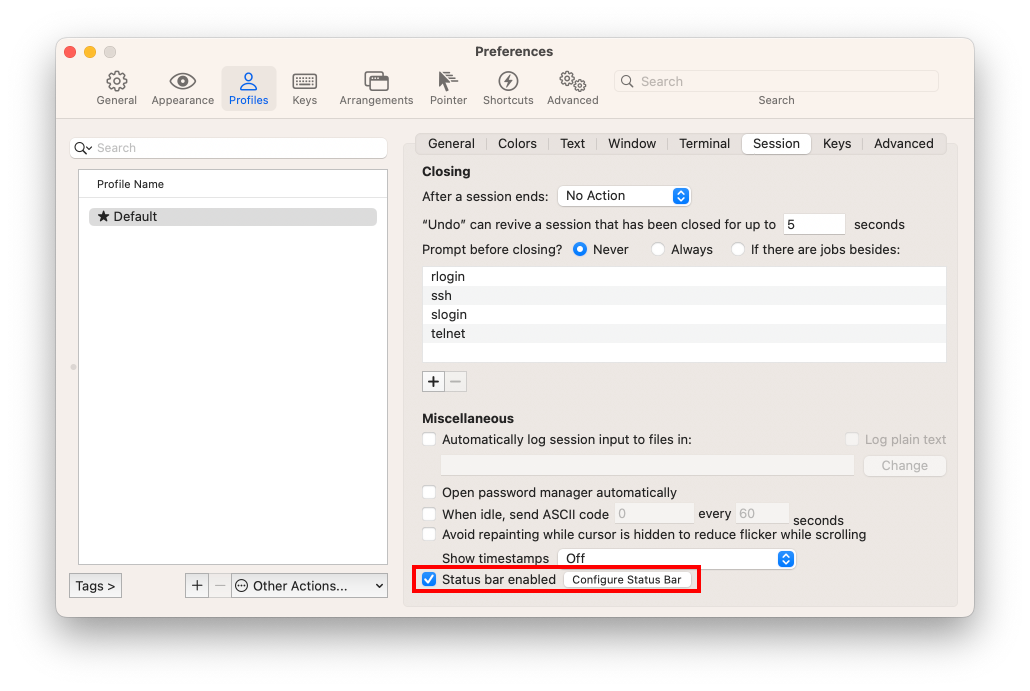 Preferences
General Appearance Profiles Keys Arrangements Pointer Shortcuts Advanced Search
Search
Search
Profile Name
★ Default
Tags >
+ − Other Actions...
General Colors Text Window Terminal Session Keys Advanced
Closing
After a session ends: No Action
“Undo” can revive a session that has been closed for up to 5 seconds
Prompt before closing? Never Always If there are jobs besides:
rlogin
ssh
slogin
telnet
+ −
Miscellaneous
Automatically log session input to files in: Log plain text
Change
Open password manager automatically
When idle, send ASCII code 0 every 60 seconds
Avoid repainting while cursor is hidden to reduce flicker while scrolling
Show timestamps Off
Status bar enabled Configure Status Bar